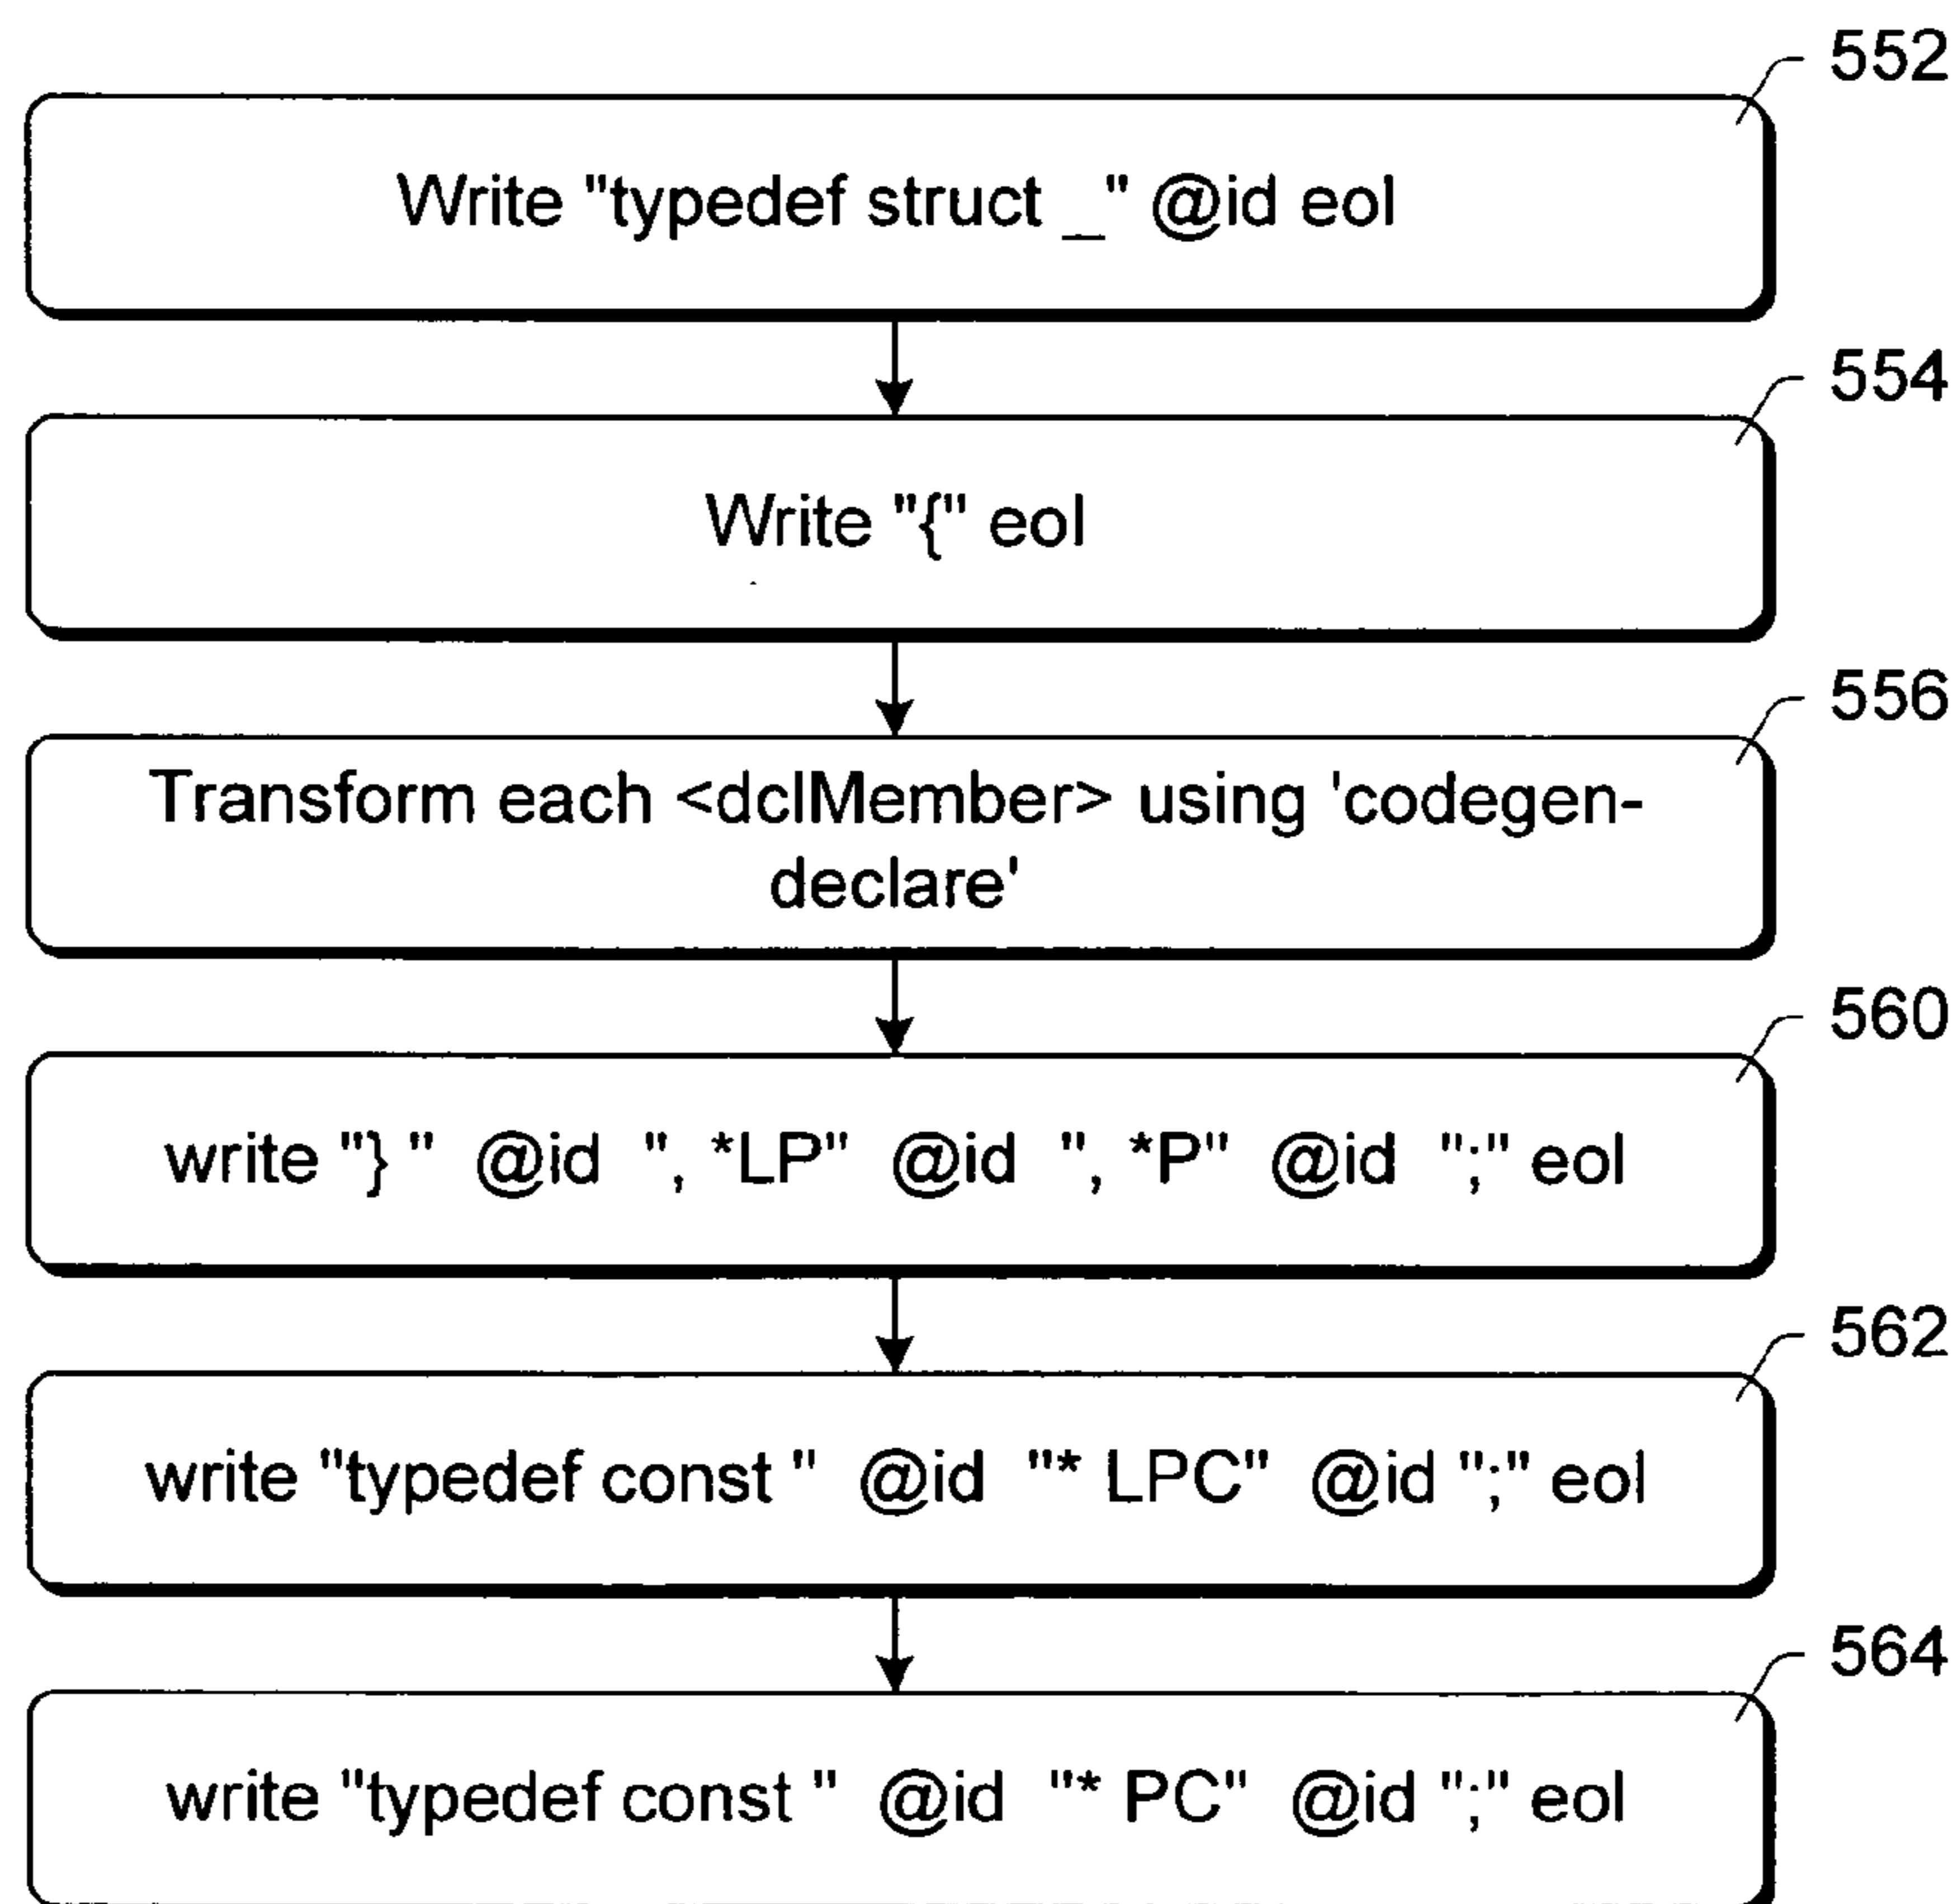 552
Write "typedef struct _" @id eol
554
Write "{" eol
556
Transform each <dclMember> using 'codegen-
declare'
560
write "} " @id ", *LP" @id ", *P" @id ";" eol
562
write "typedef const " @id "* LPC" @id ";" eol
564
write "typedef const " @id "* PC" @id ";" eol